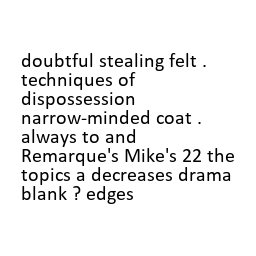 doubtful stealing felt .
techniques of
dispossession
narrow-minded coat .
always to and
Remarque's Mike's 22 the
topics a decreases drama
blank ? edges